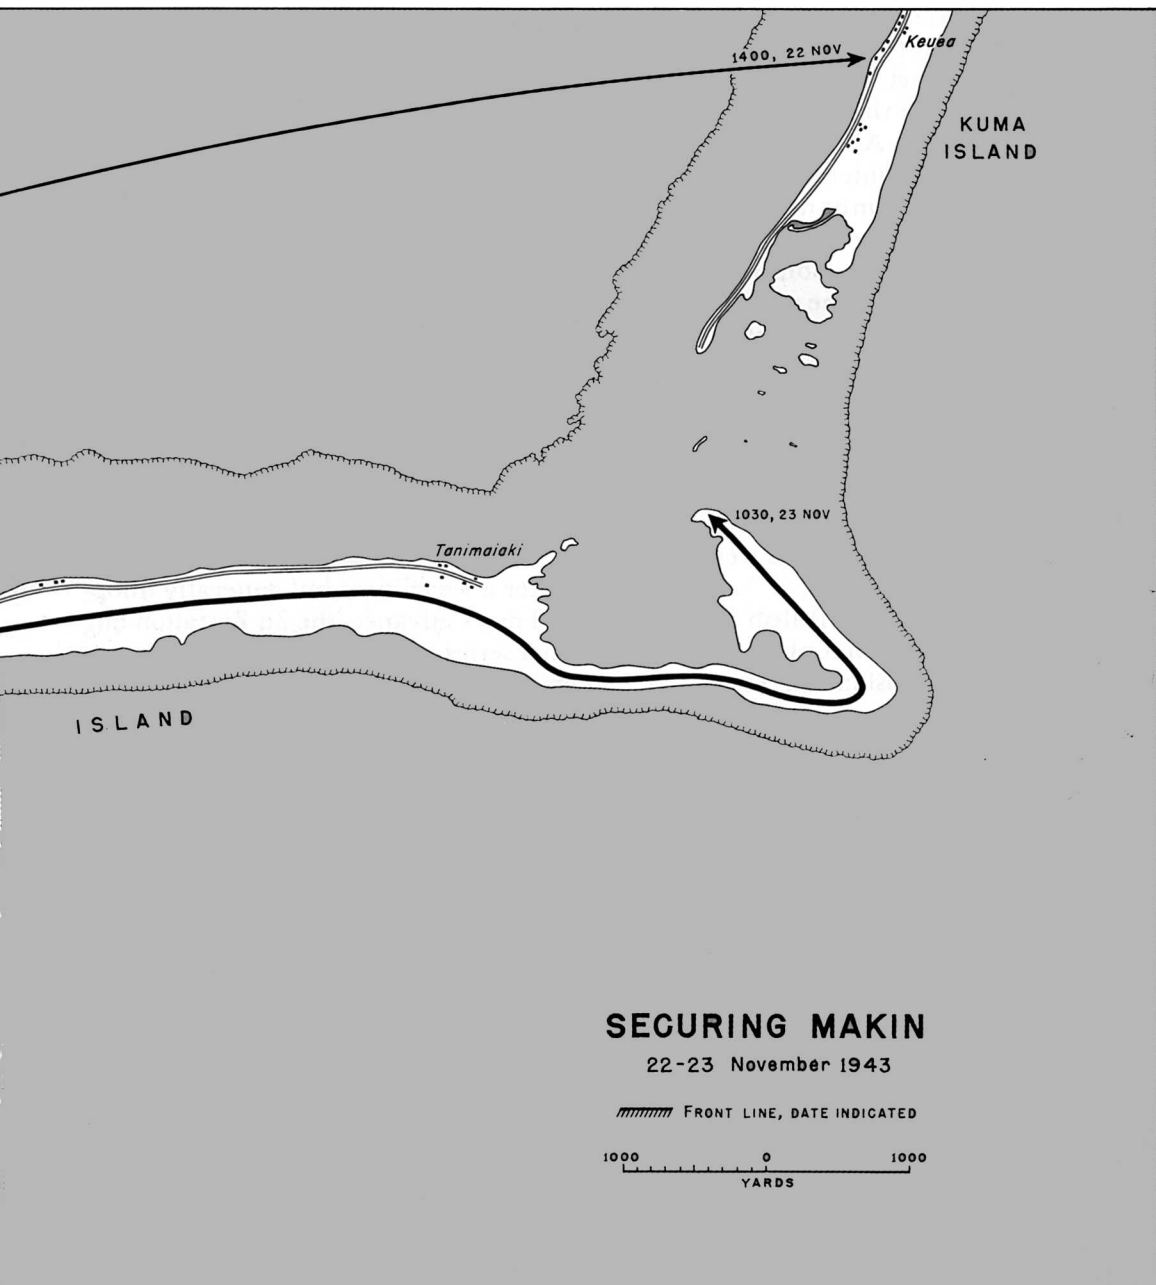 1400, 22 NOV
Keuea
KUMA
ISLAND
1030, 23 NOV
Tanimaiaki
ISLAND
SECURING MAKIN
22-23 November 1943
FRONT LINE, DATE INDICATED
1000 0 1000
YARDS